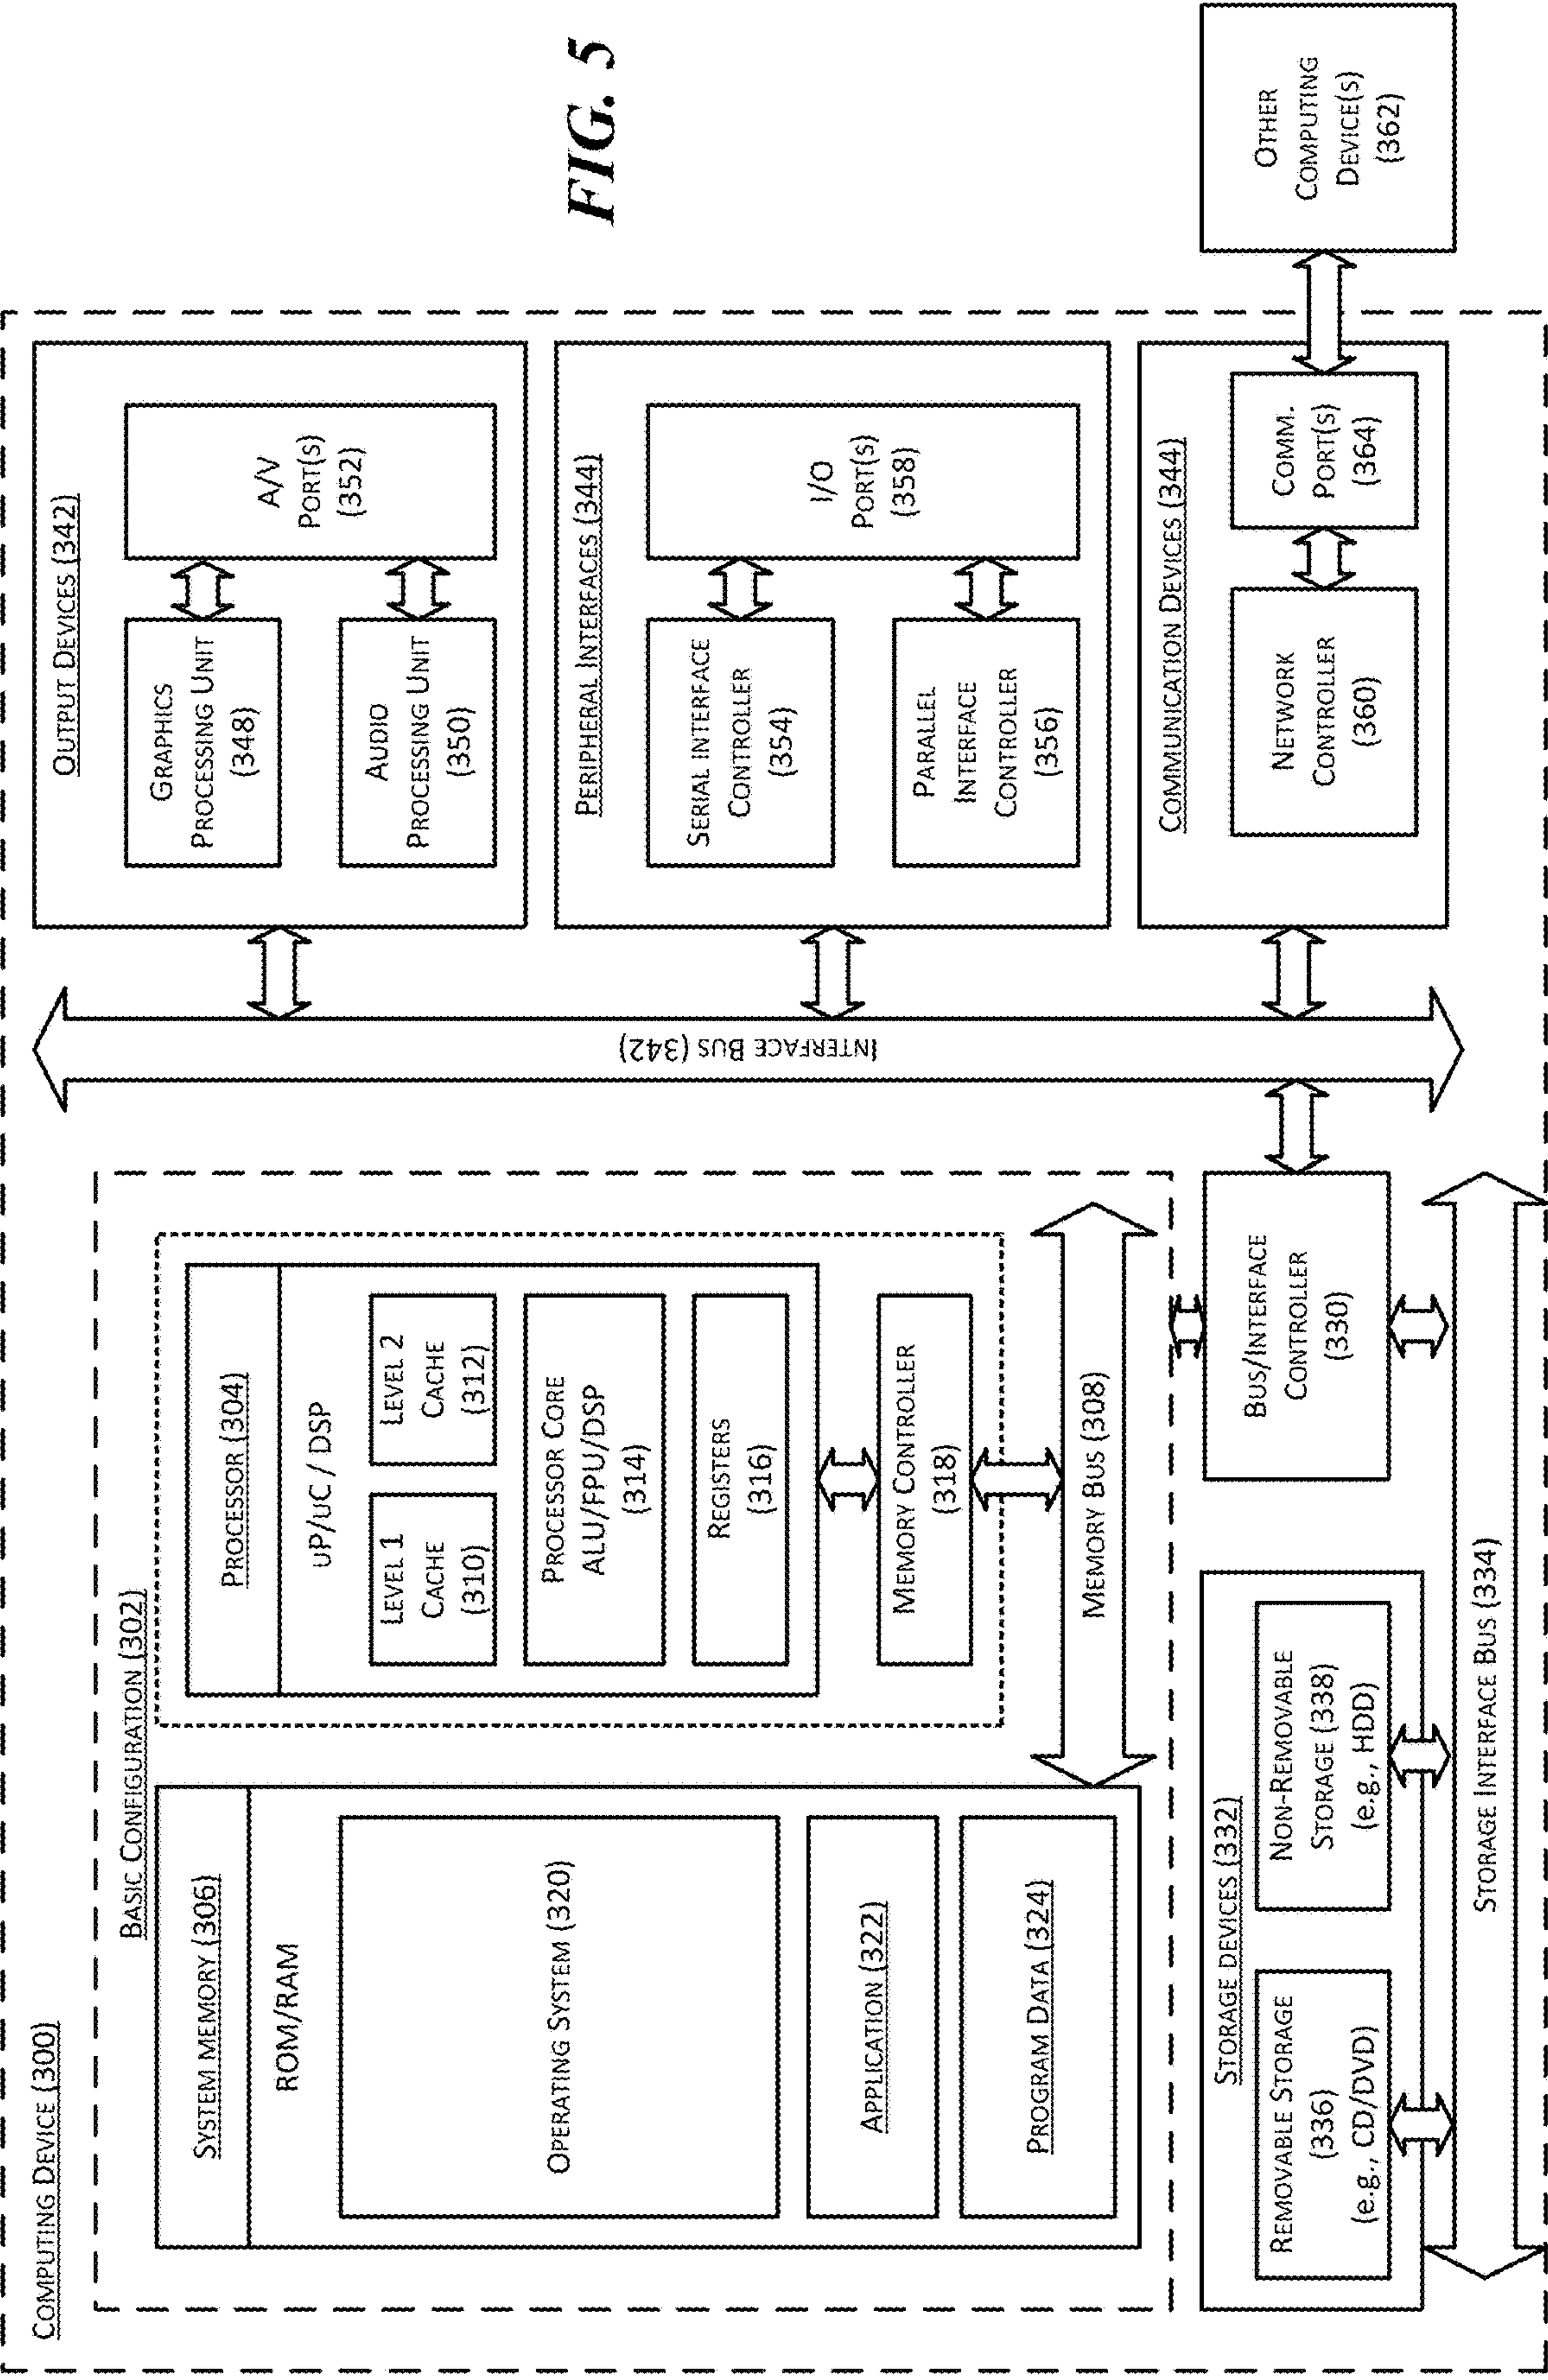 COMPUTING DEVICE (300)
BASIC CONFIGURATION (302)
SYSTEM MEMORY (306)
ROM/RAM
OPERATING SYSTEM (320)
APPLICATION (322)
PROGRAM DATA (324)
PROCESSOR (304)
uP/uC / DSP
LEVEL 1
CACHE
(310)
LEVEL 2
CACHE
(312)
PROCESSOR CORE
ALU/FPU/DSP
(314)
REGISTERS
(316)
MEMORY CONTROLLER
(318)
MEMORY BUS (308)
STORAGE DEVICES (332)
REMOVABLE STORAGE
(336)
(e.g., CD/DVD)
NON-REMOVABLE
STORAGE (338)
(e.g., HDD)
BUS/INTERFACE
CONTROLLER
(330)
STORAGE INTERFACE BUS (334)
INTERFACE BUS (342)
OUTPUT DEVICES (342)
GRAPHICS
PROCESSING UNIT
(348)
AUDIO
PROCESSING UNIT
(350)
A/V
PORT(S)
(352)
PERIPHERAL INTERFACES (344)
SERIAL INTERFACE
CONTROLLER
(354)
PARALLEL
INTERFACE
CONTROLLER
(356)
I/O
PORT(S)
(358)
COMMUNICATION DEVICES (344)
NETWORK
CONTROLLER
(360)
COMM.
PORT(S)
(364)
OTHER
COMPUTING
DEVICE(S)
(362)
FIG. 5